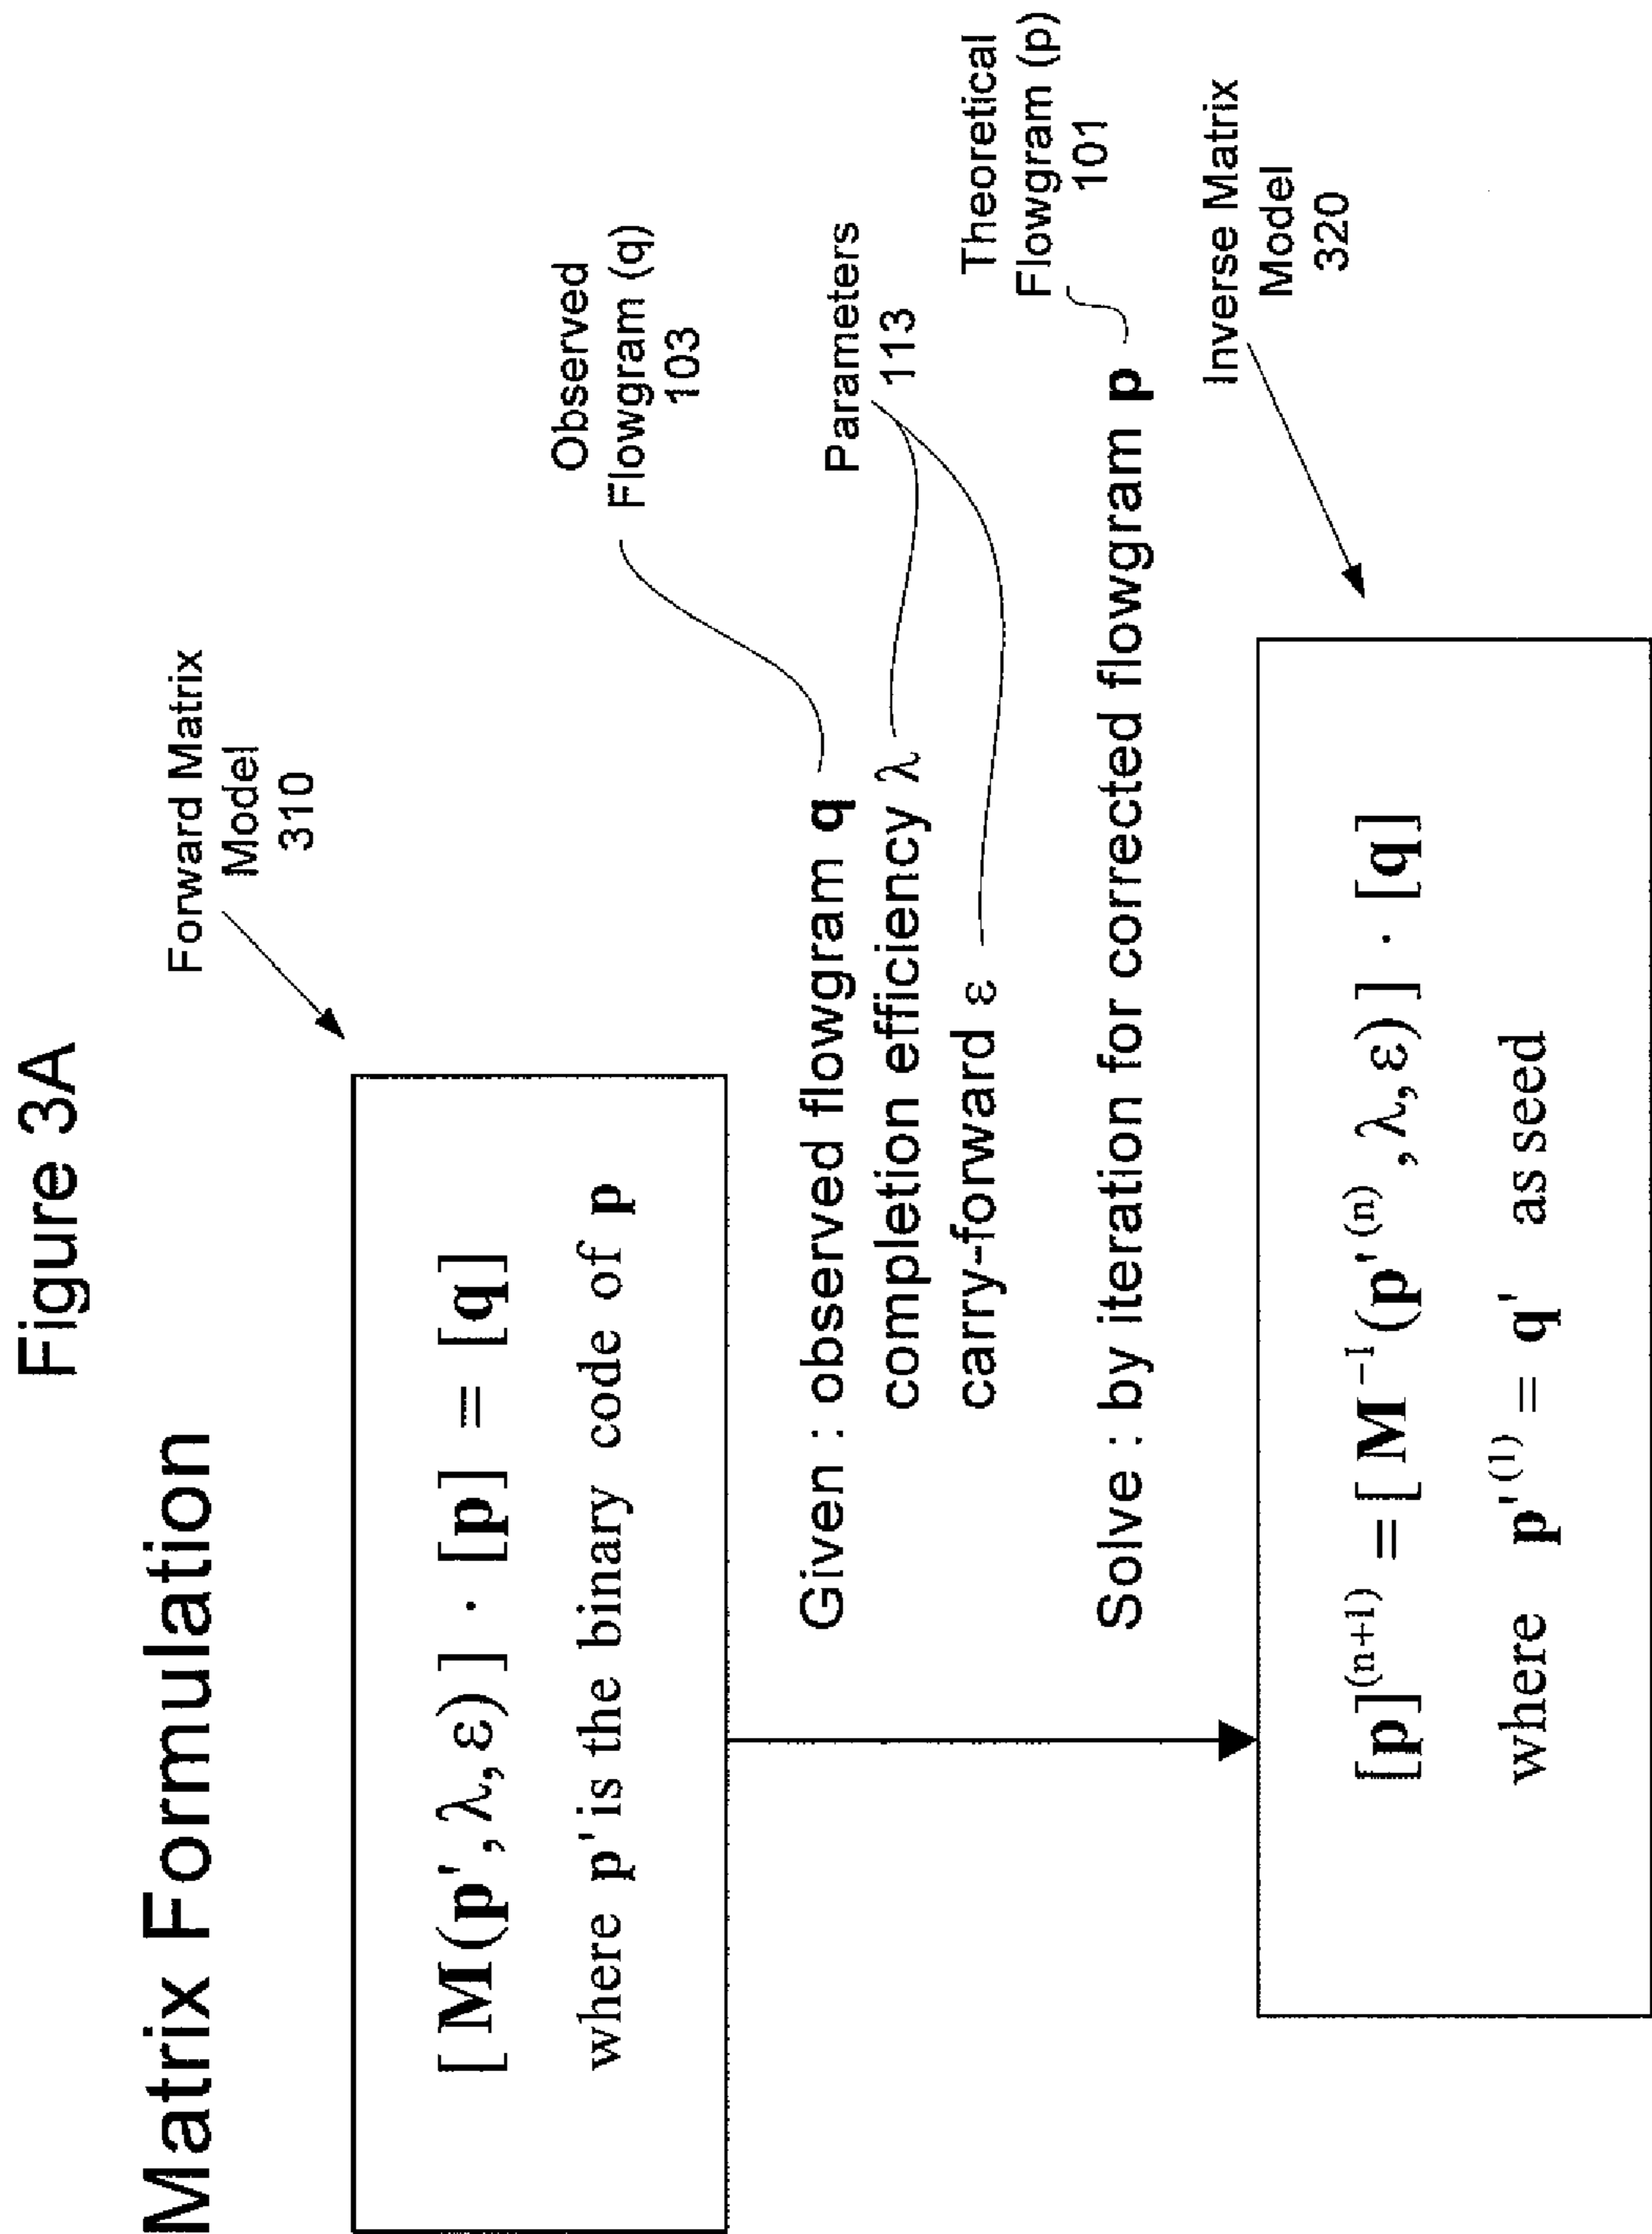 Figure 3A
Matrix Formulation
Forward Matrix
Model
310
[ M(p', λ, ε) ] · [p] = [q]
where p' is the binary code of p
Observed
Flowgram (q)
103
Given : observed flowgram q
completion efficiency λ
carry-forward ε
Parameters
113
Theoretical
Flowgram (p)
101
Solve : by iteration for corrected flowgram p
Inverse Matrix
Model
320
[p]⁽ⁿ⁺¹⁾ = [ M⁻¹(p'⁽ⁿ⁾, λ, ε) ] · [q]
where p'⁽¹⁾ = q' as seed